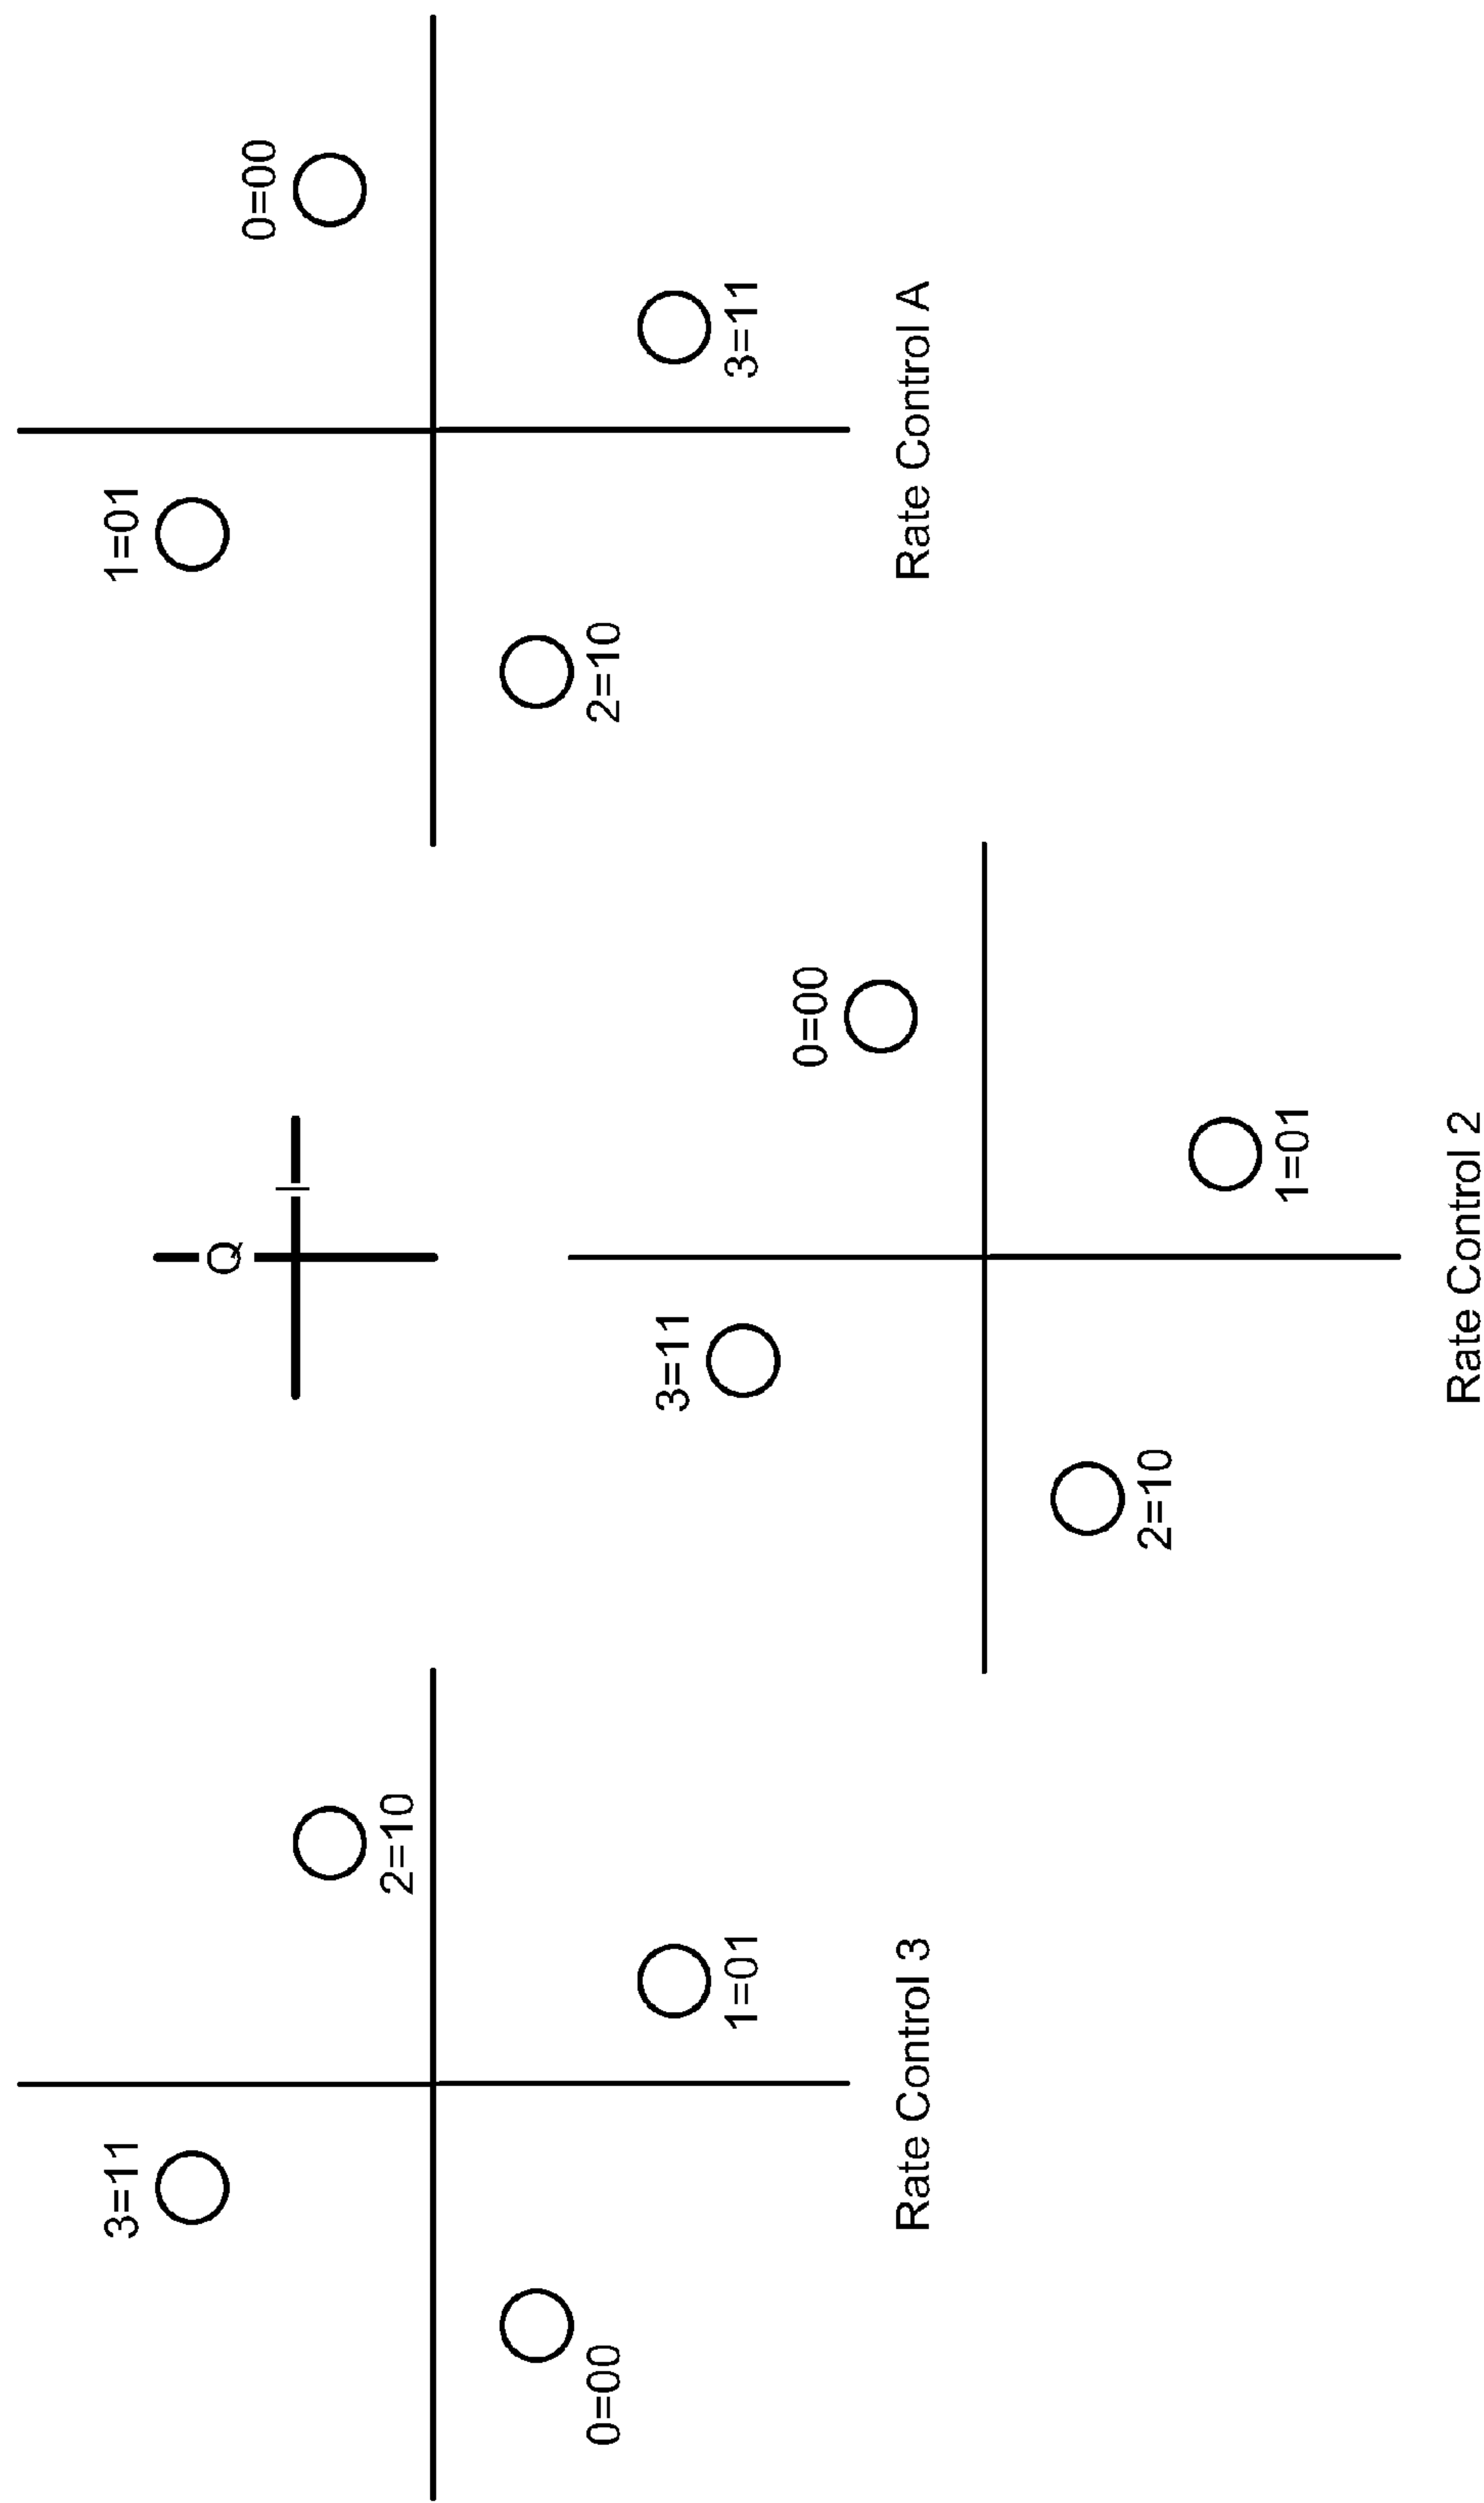 3=11
2=10
0=00
1=01
Rate Control 3
Q
I
1=01
0=00
2=10
3=11
Rate Control A
3=11
0=00
2=10
1=01
Rate Control 2